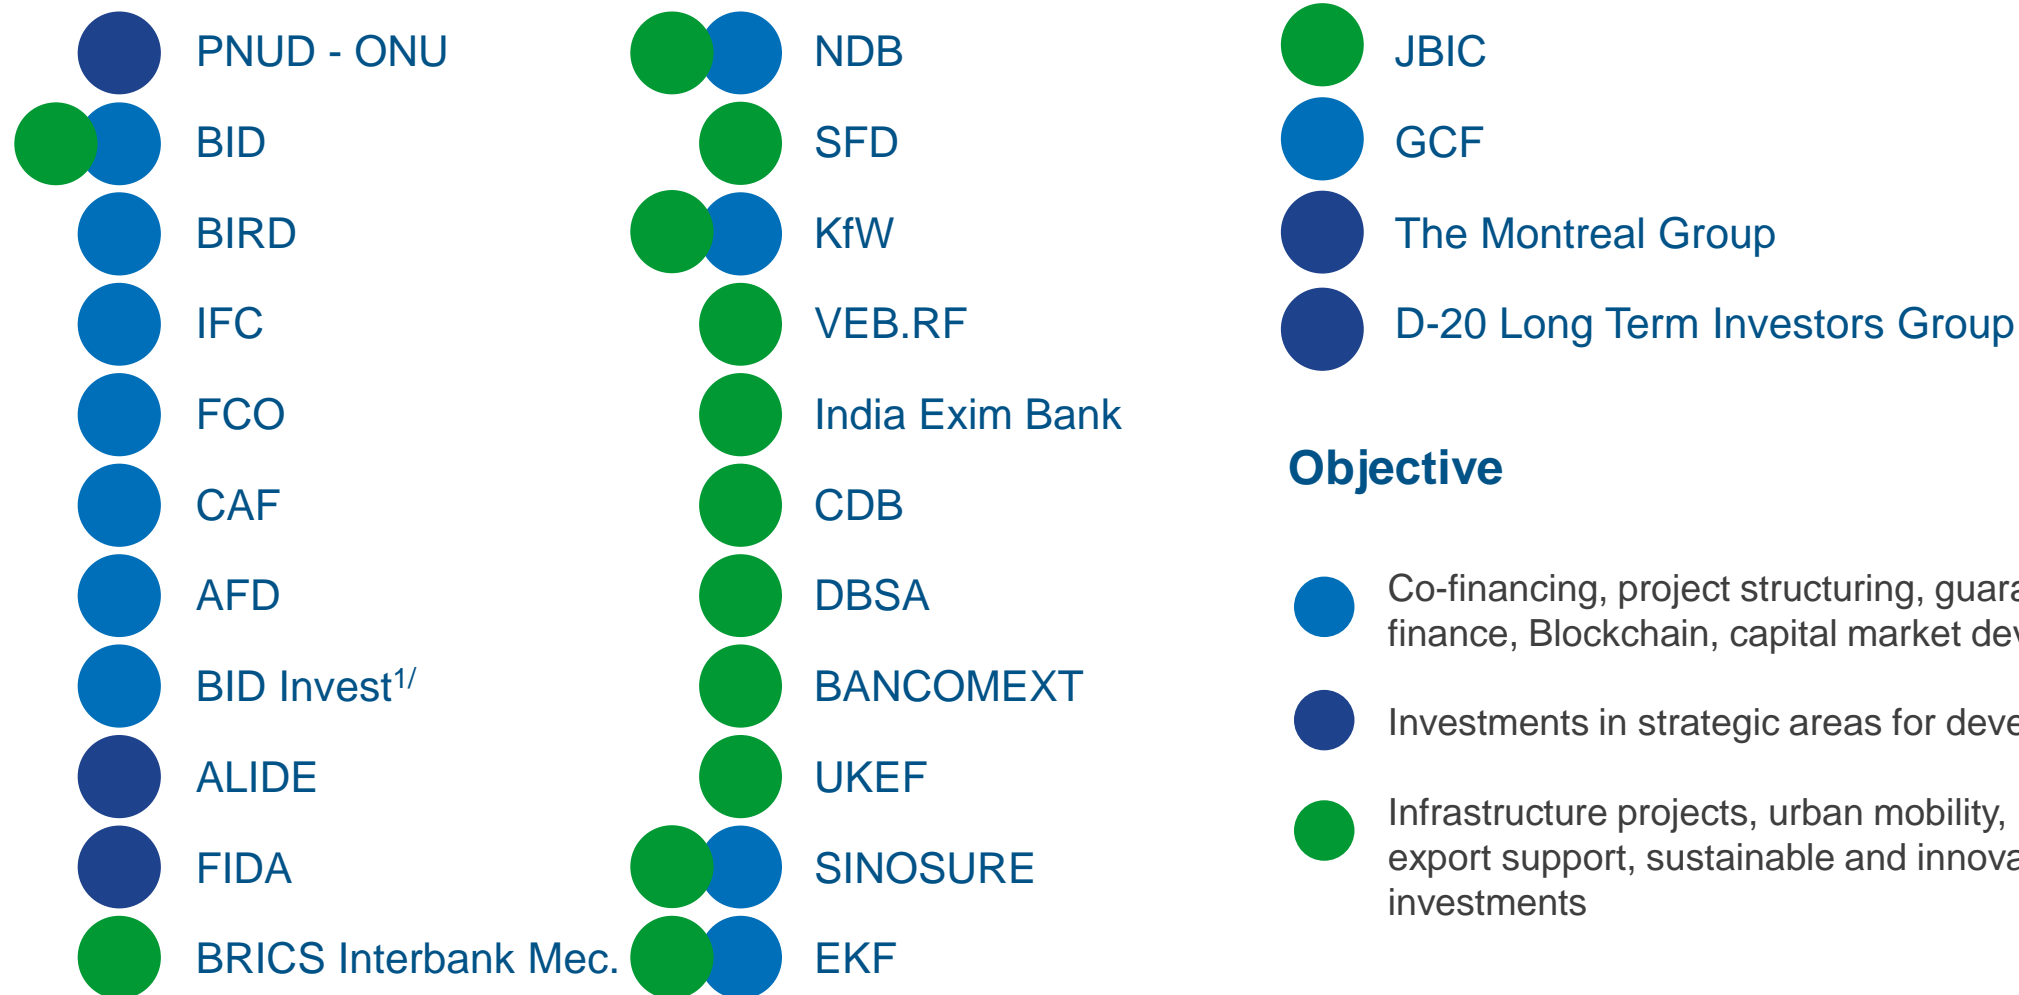 PNUD - ONU
BID
BIRD
IFC
FCO
CAF
AFD
BID Invest1/
ALIDE
FIDA
BRICS Interbank Mec.
NDB
SFD
KfW
VEB.RF
India Exim Bank
CDB
DBSA
BANCOMEXT
UKEF
SINOSURE
EKF
JBIC
GCF
The Montreal Group
D-20 Long Term Investors Group
Objective
Co-financing, project structuring,
finance, Blockchain, capital market
Investments in strategic areas for
Infrastructure projects, urban mobility,
export support, sustainable and
investments